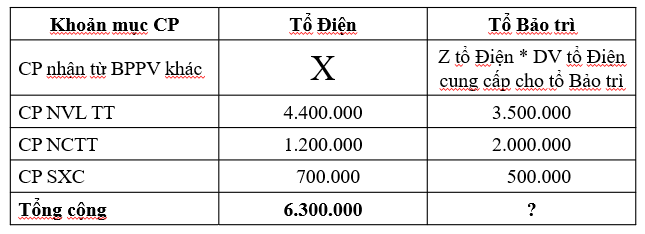 Khoản mục CP Tổ Điện Tổ Bảo trì
CP nhân từ BPPV khác X Z tổ Điện * DV tổ Điên
cung cấp cho tổ Bảo trì
CP NVL TT 4.400.000 3.500.000
CP NCTT 1.200.000 2.000.000
CP SXC 700.000 500.000
Tổng cộng 6.300.000 ?